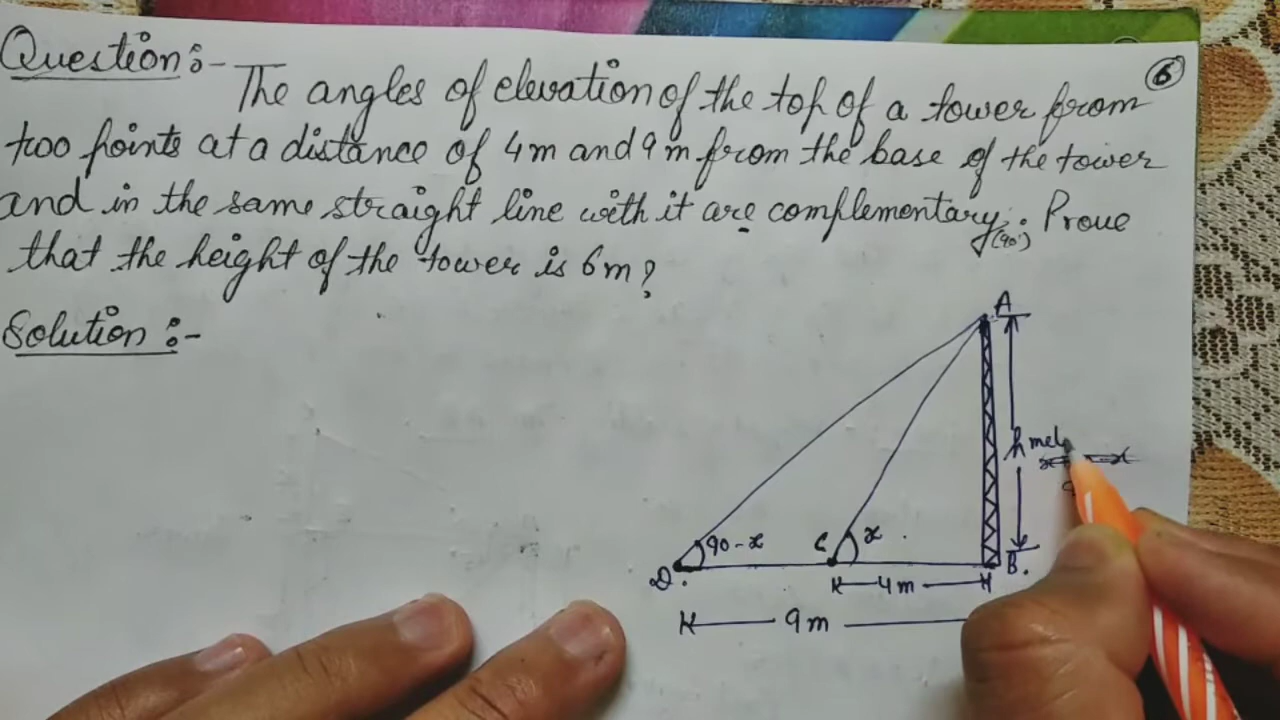 Question:-
6
The angles of elevation of the top of a tower from
two points at a distance of 4m and 9m from the base of the tower
and in the same straight line with it are complementary. Prove
(90°)
that the height of the tower is 6m?
Solution:-
A
h
90-x
C
x
D.
B.
4m
9m